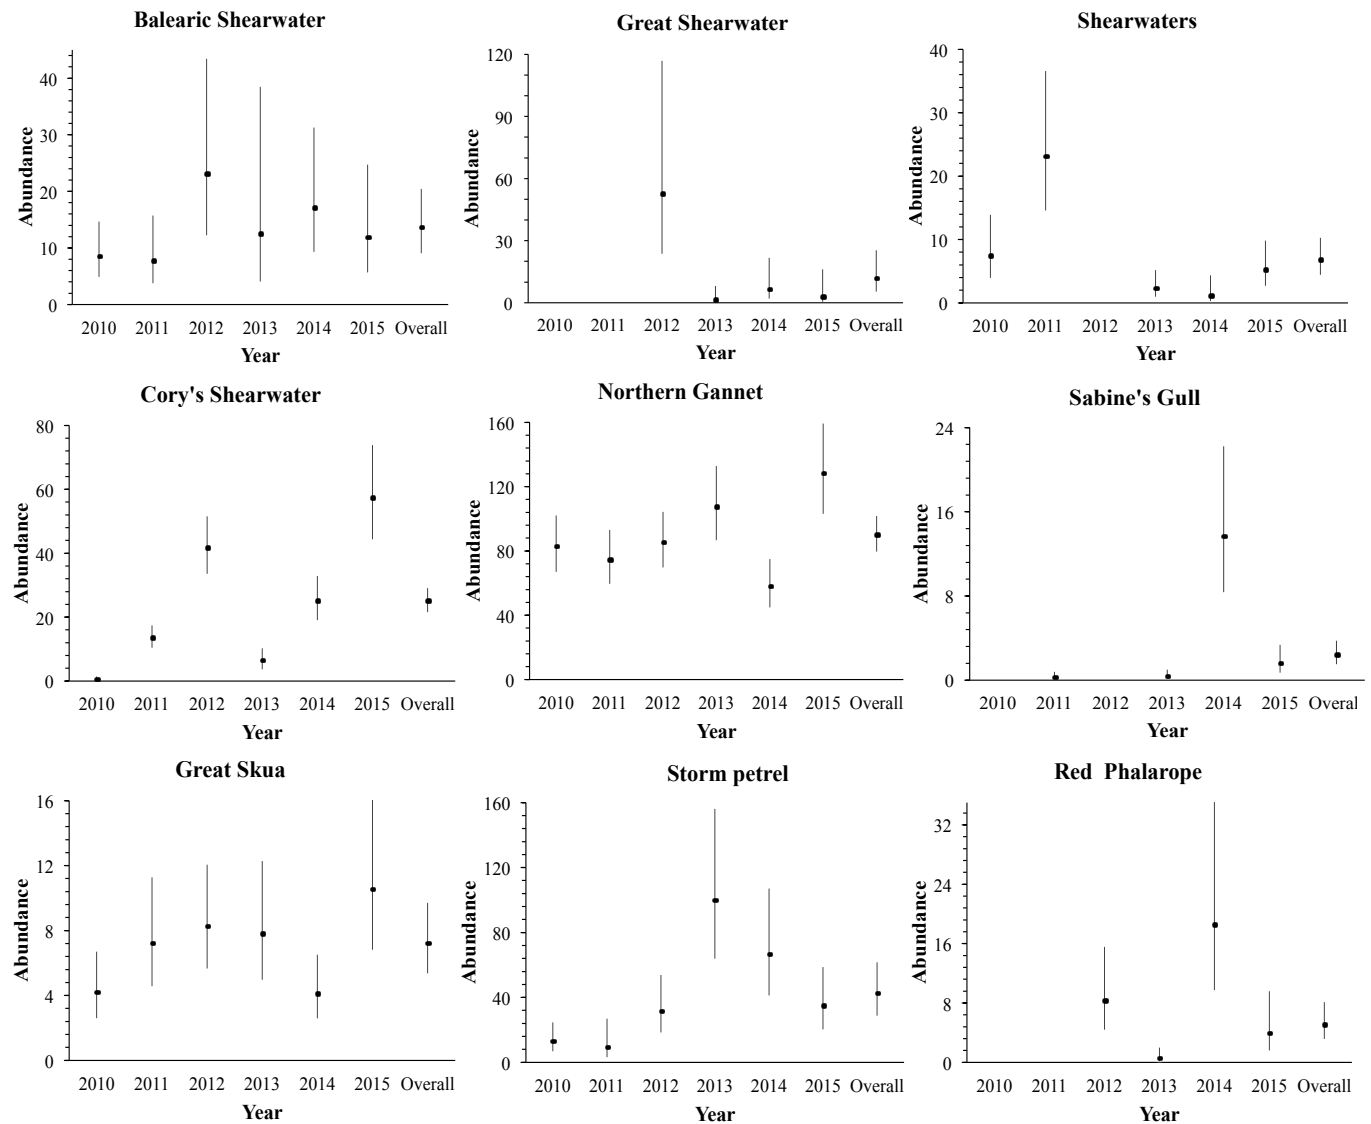 Balearic Shearwater
Abundance
40
30
20
10
0
2010 2011 2012 2013 2014 2015 Overall
Year
Great Shearwater
Abundance
120
90
60
30
0
2010 2011 2012 2013 2014 2015 Overall
Year
Shearwaters
Abundance
40
30
20
10
0
2010 2011 2012 2013 2014 2015 Overall
Year
Cory's Shearwater
Abundance
80
60
40
20
0
2010 2011 2012 2013 2014 2015 Overall
Year
Northern Gannet
Abundance
160
120
80
40
0
2010 2011 2012 2013 2014 2015 Overall
Year
Sabine's Gull
Abundance
24
16
8
0
2010 2011 2012 2013 2014 2015 Overal
Year
Great Skua
Abundance
16
12
8
4
0
2010 2011 2012 2013 2014 2015 Overall
Year
Storm petrel
Abundance
160
120
80
40
0
2010 2011 2012 2013 2014 2015 Overall
Year
Red Phalarope
Abundance
32
24
16
8
0
2010 2011 2012 2013 2014 2015 Overall
Year